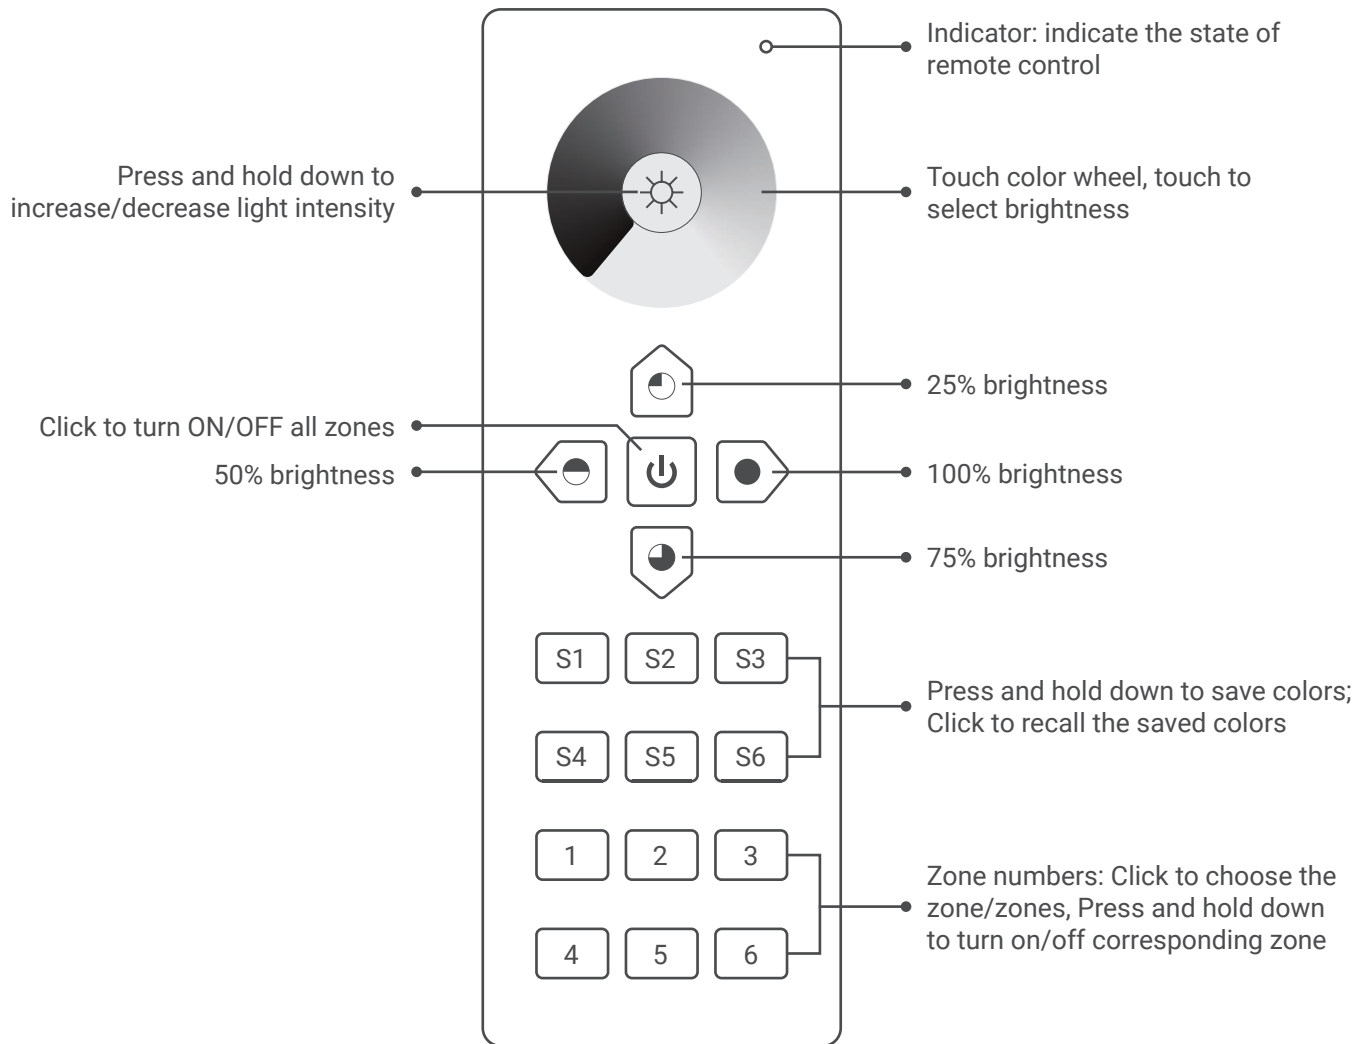 Indicator: indicate the state of
remote control
Press and hold down to
increase/decrease light intensity
Touch color wheel, touch to
select brightness
25% brightness
Click to turn ON/OFF all zones
50% brightness
100% brightness
75% brightness
S1 S2 S3
Press and hold down to save colors;
Click to recall the saved colors
S4 S5 S6
1 2 3
Zone numbers: Click to choose the
zone/zones, Press and hold down
to turn on/off corresponding zone
4 5 6